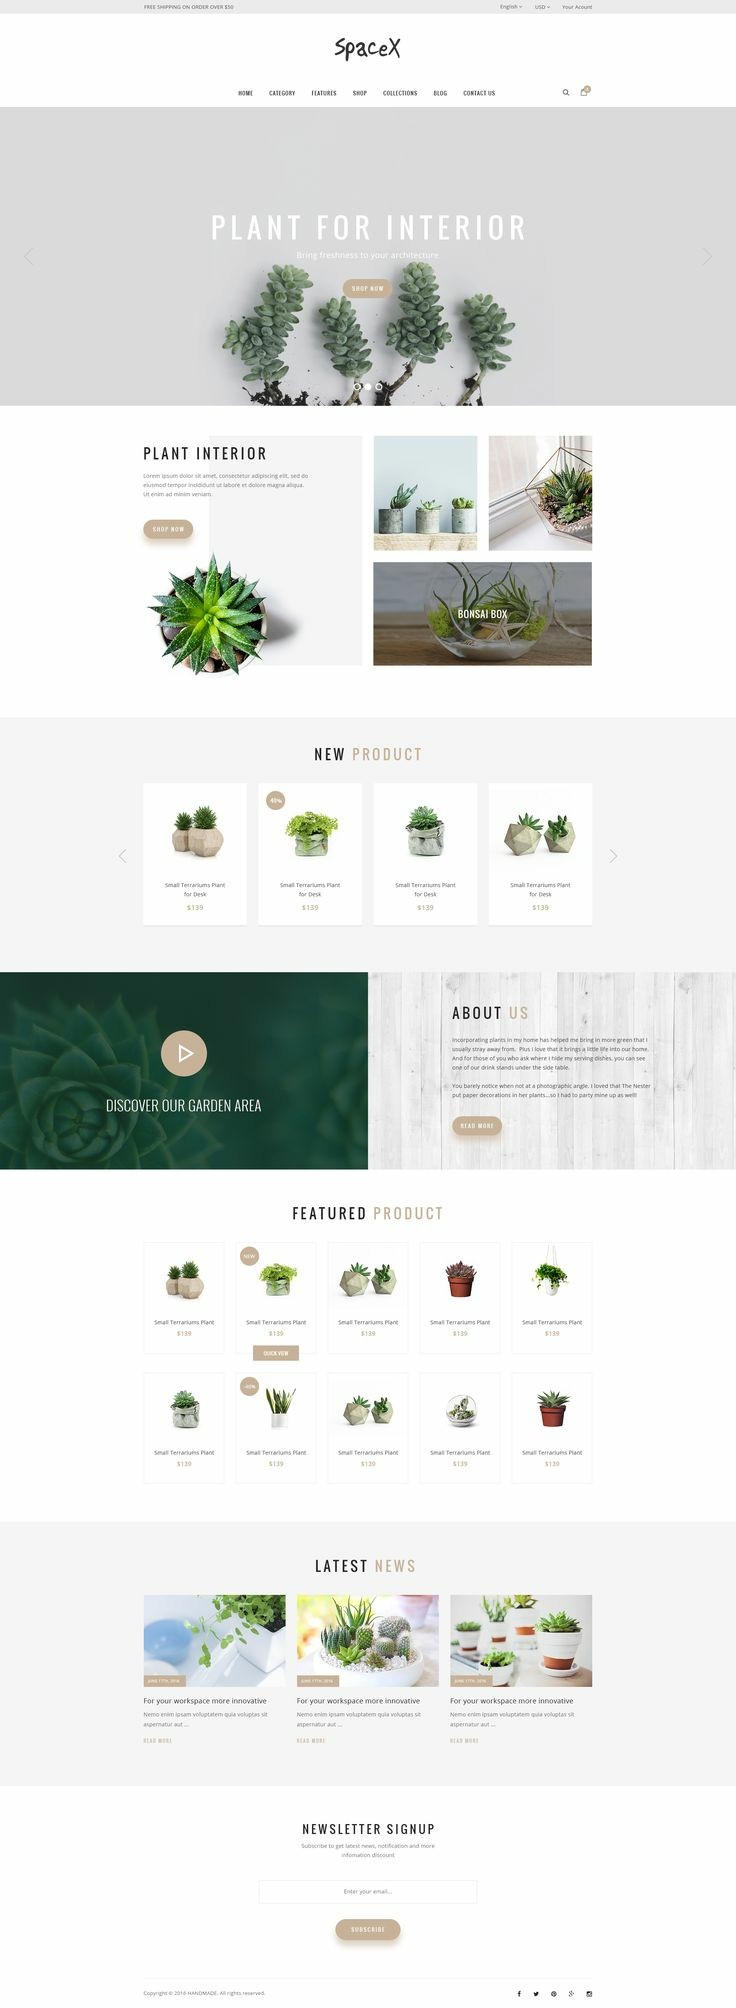 FREE SHIPPING ON ORDER OVER $50
English
USD
Your Acount
SpaceX
HOME
CATEGORY
FEATURES
SHOP
COLLECTIONS
BLOG
CONTACT US
PLANT FOR INTERIOR
Bring freshness to your architecture
SHOP NOW
PLANT INTERIOR
Lorem ipsum dolor sit amet, consectetur adipiscing elit, sed do
eiusmod tempor incididunt ut labore et dolore magna aliqua.
Ut enim ad minim veniam.
SHOP NOW
BONSAI BOX
NEW PRODUCT
Small Terrariums Plant
for Desk
$139
-40%
Small Terrariums Plant
for Desk
$139
Small Terrariums Plant
for Desk
$139
Small Terrariums Plant
for Desk
$139
DISCOVER OUR GARDEN AREA
ABOUT US
Incorporating plants in my home has helped me bring in more green that I
usually stray away from. Plus I love that it brings a little life into our home.
And for those of you who ask where I hide my serving dishes, you can see
one of our drink stands under the side table.
You barely notice when not at a photographic angle. I loved that The Nester
put paper decorations in her plants...so I had to party mine up as well!
READ MORE
FEATURED PRODUCT
Small Terrariums Plant
$139
NEW
Small Terrariums Plant
$139
QUICK VIEW
Small Terrariums Plant
$139
Small Terrariums Plant
$139
Small Terrariums Plant
$139
Small Terrariums Plant
$139
-40%
Small Terrariums Plant
$139
Small Terrariums Plant
$139
Small Terrariums Plant
$139
Small Terrariums Plant
$139
LATEST NEWS
JUNE 17TH, 2016
For your workspace more innovative
Nemo enim ipsam voluptatem quia voluptas sit
aspernatur aut ...
READ MORE
JUNE 17TH, 2016
For your workspace more innovative
Nemo enim ipsam voluptatem quia voluptas sit
aspernatur aut ...
READ MORE
JUNE 17TH, 2016
For your workspace more innovative
Nemo enim ipsam voluptatem quia voluptas sit
aspernatur aut ...
READ MORE
NEWSLETTER SIGNUP
Subscribe to get latest news, notification and more
infomation discount
Enter your email...
SUBSCRIBE
Copyright © 2016 HANDMADE. All rights reserved.